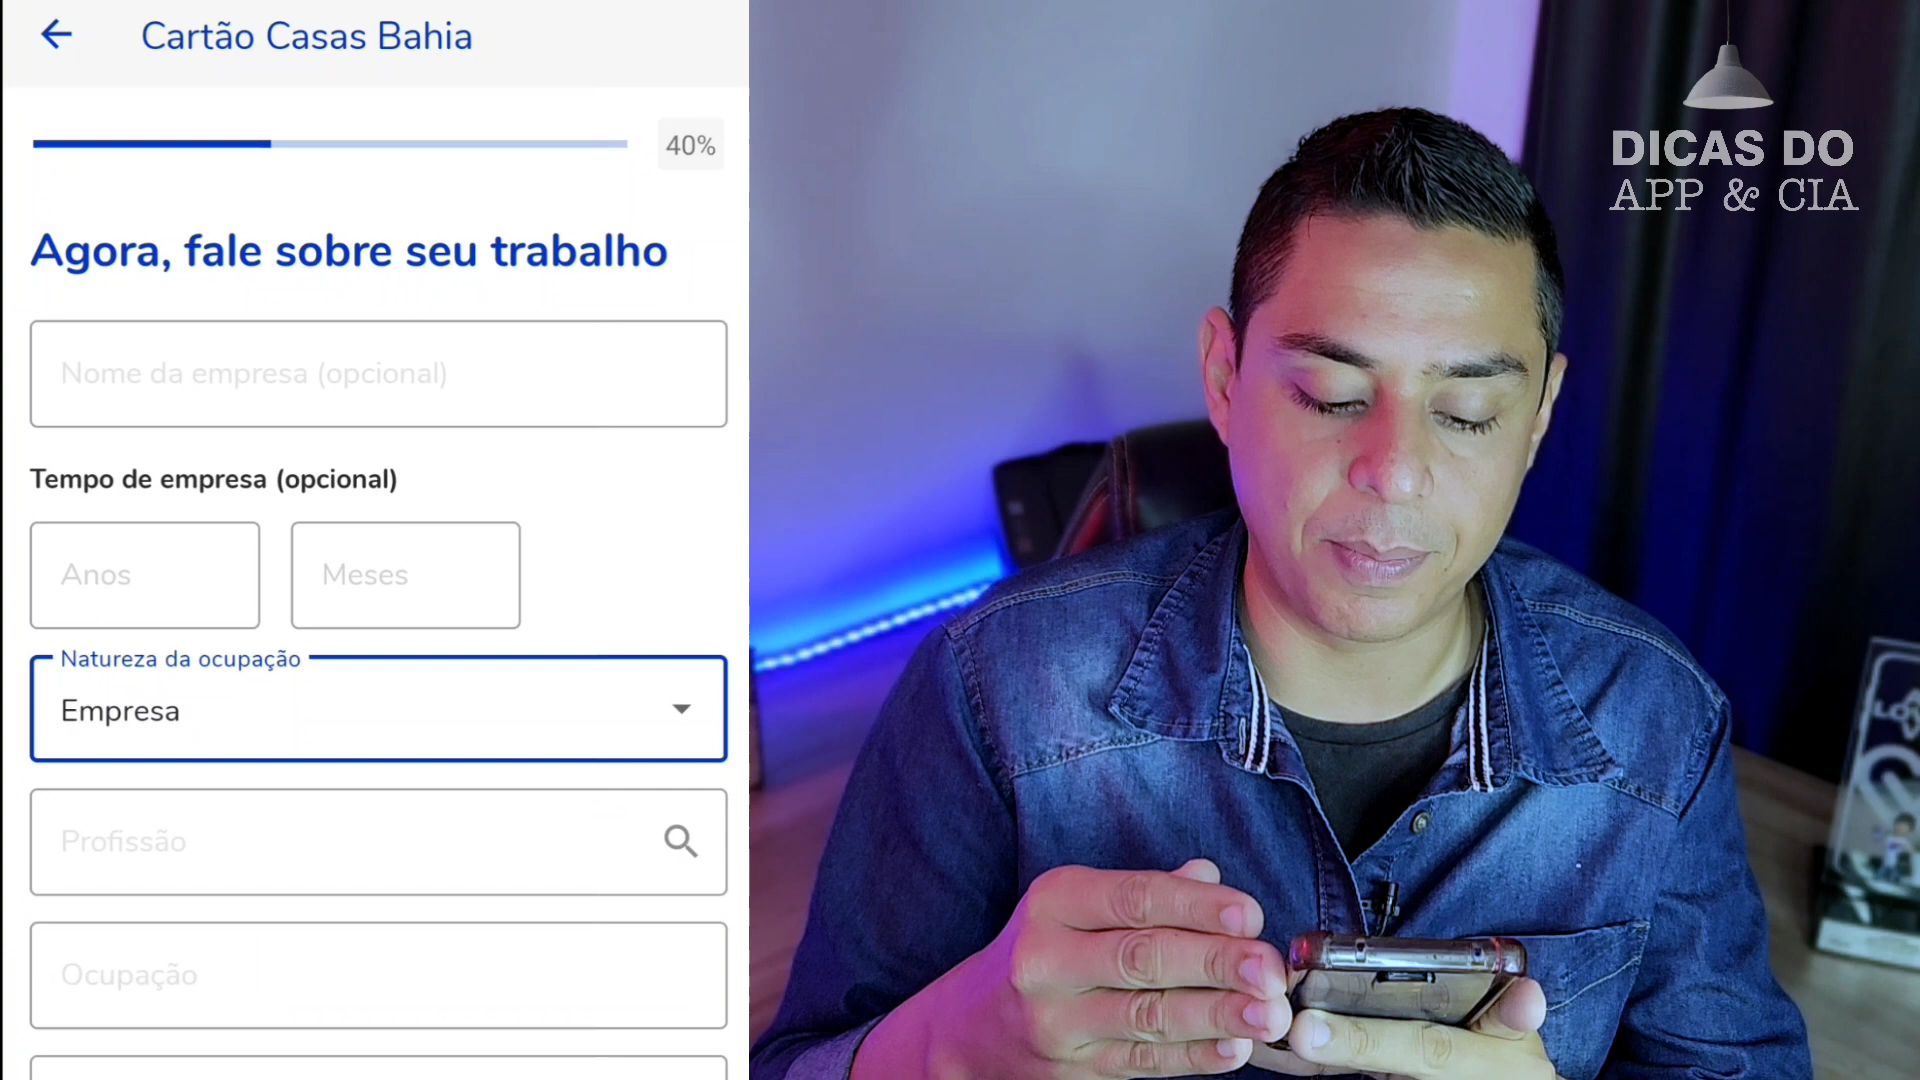 Cartão Casas Bahia
40%
Agora, fale sobre seu trabalho
Nome da empresa (opcional)
Tempo de empresa (opcional)
Anos
Meses
Natureza da ocupação
Empresa
Profissão
Ocupação
DICAS DO
APP & CIA